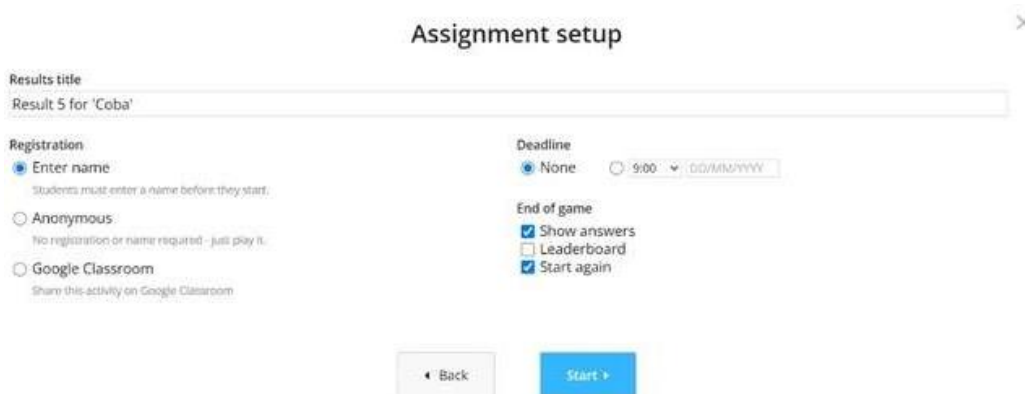 Assignment setup
Results title
Result 5 for 'Coba'
Registration
Enter name
Students must enter a name before they start.
Anonymous
No registration or name required - just play it.
Google Classroom
Share this activity on Google Classroom
Deadline
None 9:00 DD/MM/YYYY
End of game
Show answers
Leaderboard
Start again
Back
Start